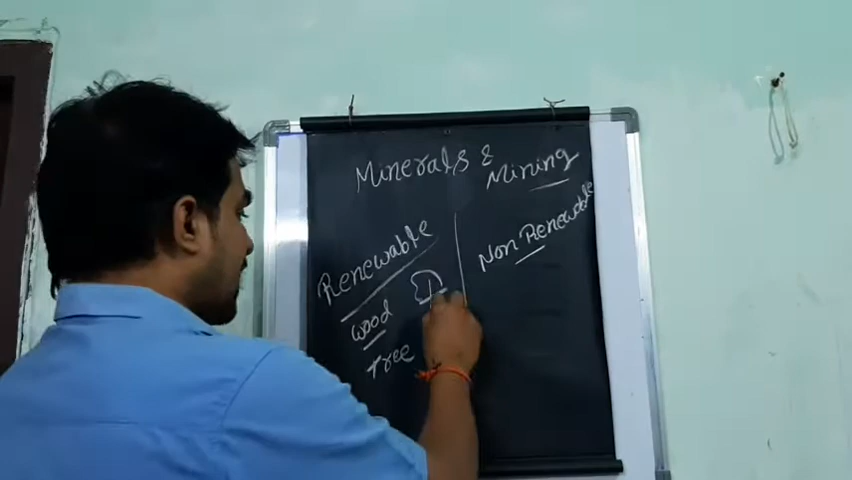 Minerals & Mining
Renewable
Non Renewable
wood
Tree